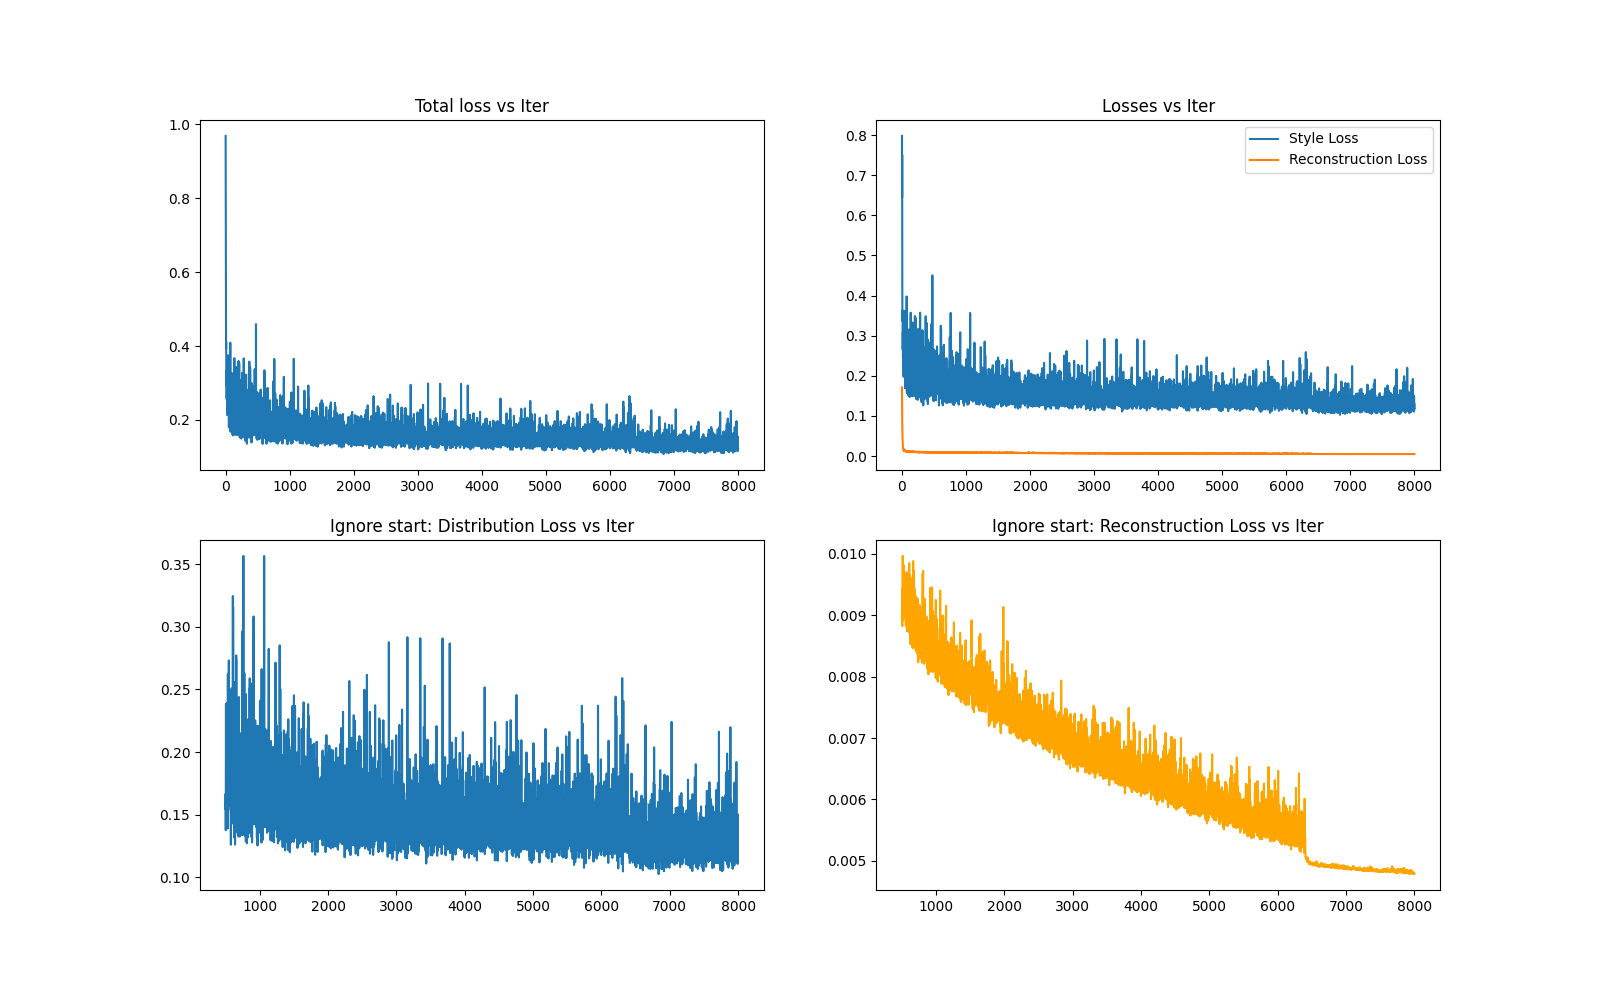 Total loss vs Iter
1.0
0.8
0.6
0.4
0.2
0 1000 2000 3000 4000 5000 6000 7000 8000
Losses vs Iter
Style Loss
Reconstruction Loss
0.8
0.7
0.6
0.5
0.4
0.3
0.2
0.1
0.0
0 1000 2000 3000 4000 5000 6000 7000 8000
Ignore start: Distribution Loss vs Iter
0.35
0.30
0.25
0.20
0.15
0.10
1000 2000 3000 4000 5000 6000 7000 8000
Ignore start: Reconstruction Loss vs Iter
0.010
0.009
0.008
0.007
0.006
0.005
1000 2000 3000 4000 5000 6000 7000 8000